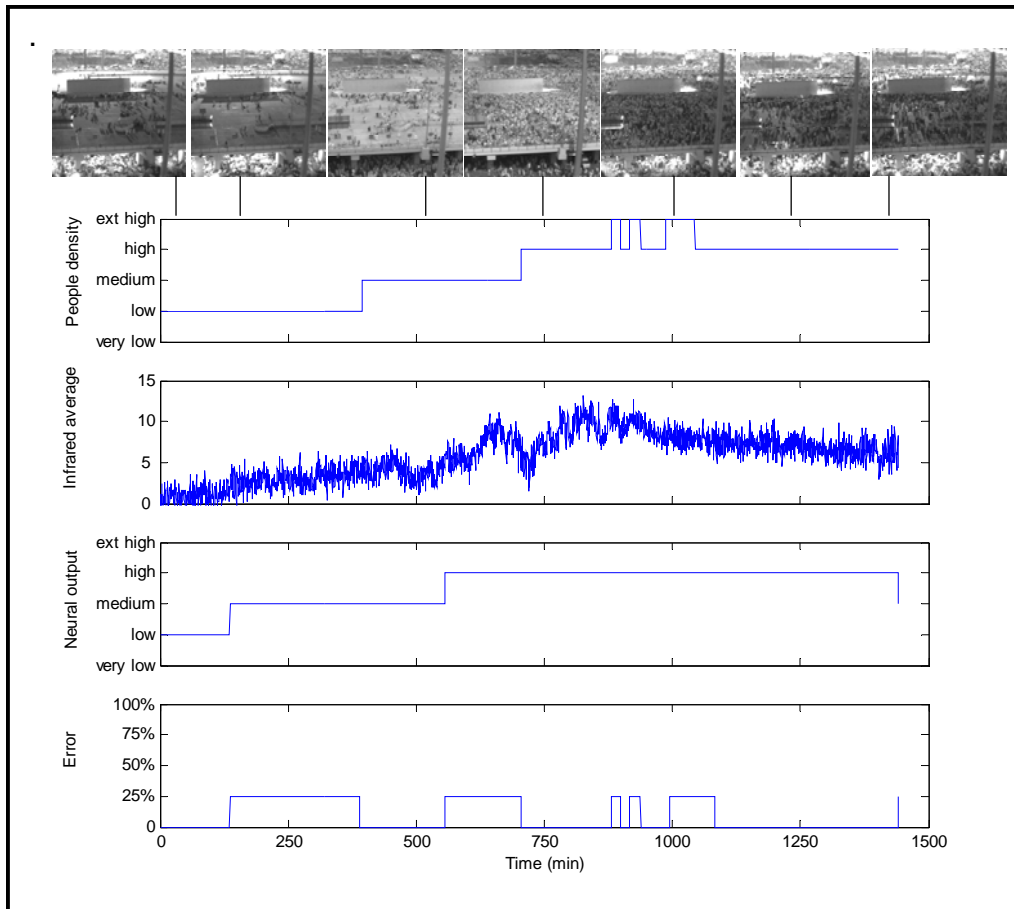 .
People density
ext high
high
medium
low
very low
Infrared average
15
10
5
0
Neural output
ext high
high
medium
low
very low
Error
100%
75%
50%
25%
0
0 250 500 750 1000 1250 1500
Time (min)